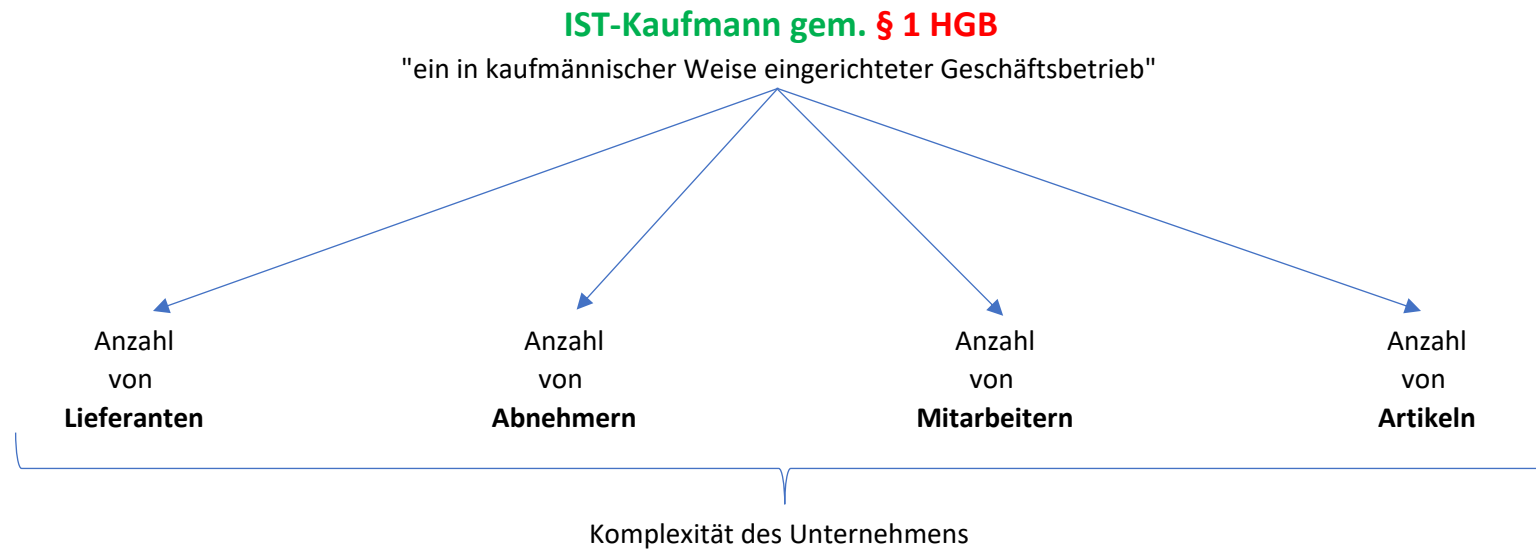 IST-Kaufmann gem. § 1 HGB
"ein in kaufmännischer Weise eingerichteter Geschäftsbetrieb"
Anzahl
von
Lieferanten
Anzahl
von
Abnehmern
Anzahl
von
Mitarbeitern
Anzahl
von
Artikeln
Komplexität des Unternehmens